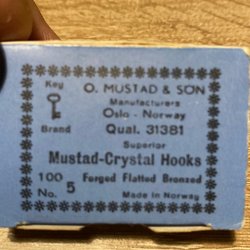 Key
Brand
O. MUSTAD & SON
Manufacturers
Oslo - Norway
Qual. 31381
Superior
Mustad-Crystal Hooks
100 Forged Flatted Bronzed
No. 5 Made in Norway